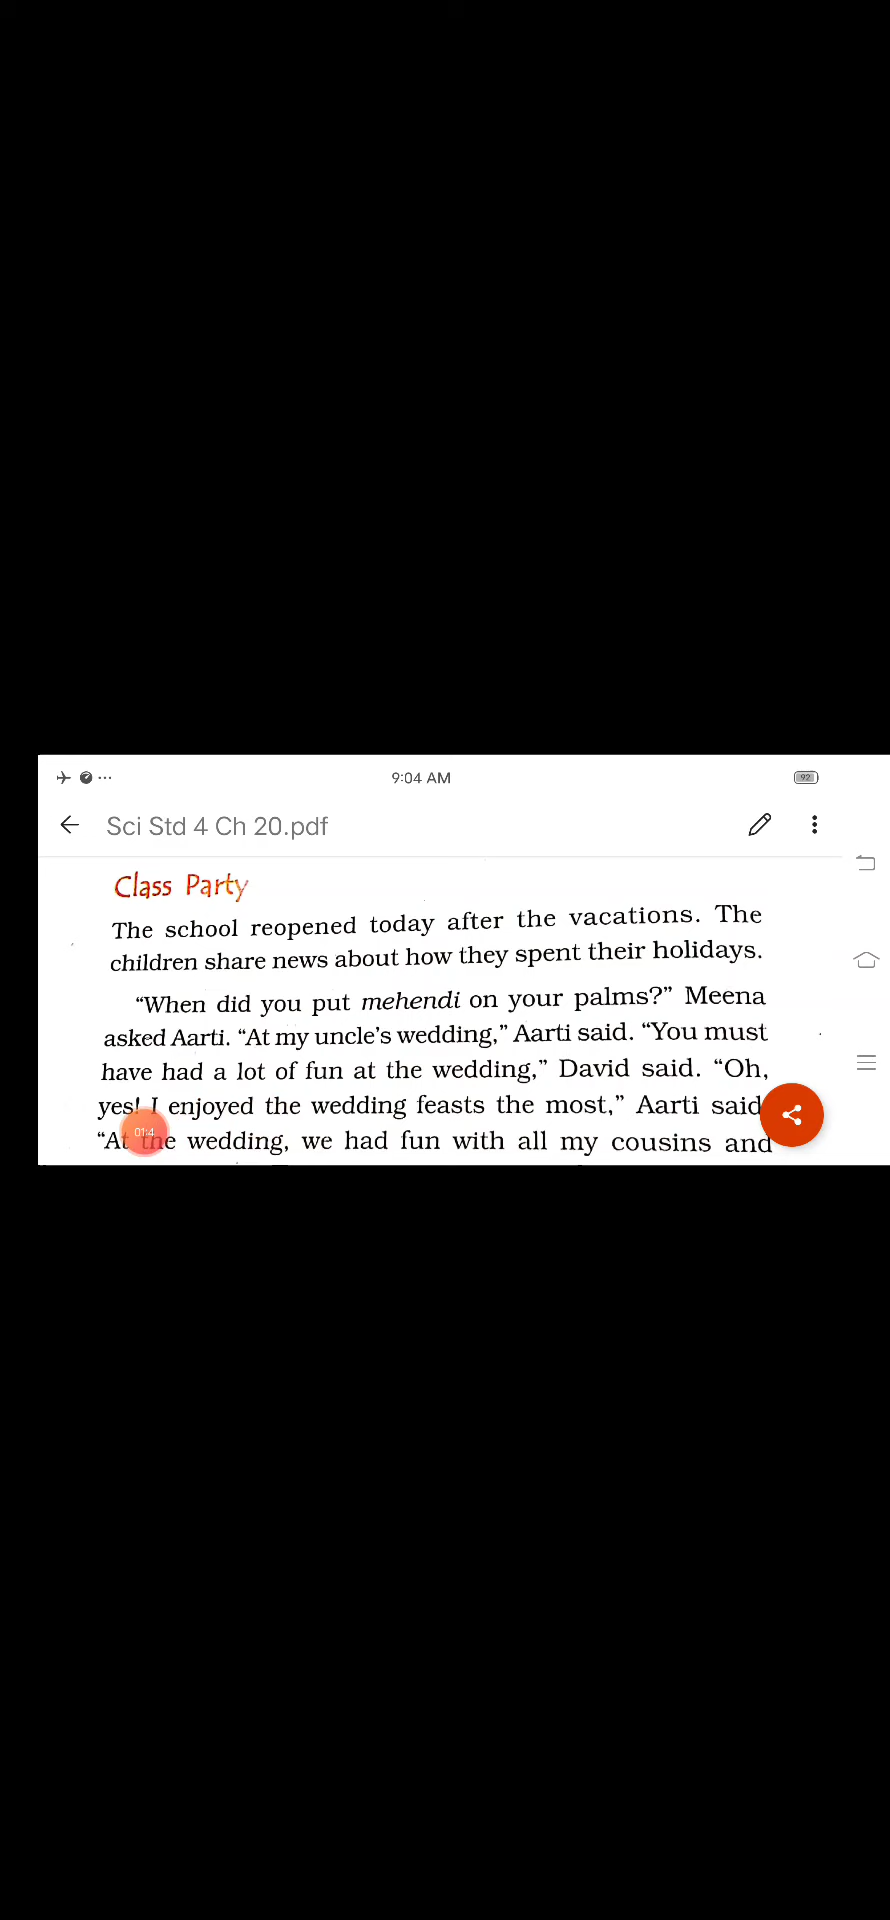 9:04 AM
92
Sci Std 4 Ch 20.pdf
Class Party
The school reopened today after the vacations. The
children share news about how they spent their holidays.
“When did you put mehendi on your palms?” Meena
asked Aarti. “At my uncle’s wedding,” Aarti said. “You must
have had a lot of fun at the wedding,” David said. “Oh,
yes! I enjoyed the wedding feasts the most,” Aarti said
“At the wedding, we had fun with all my cousins and
01:4